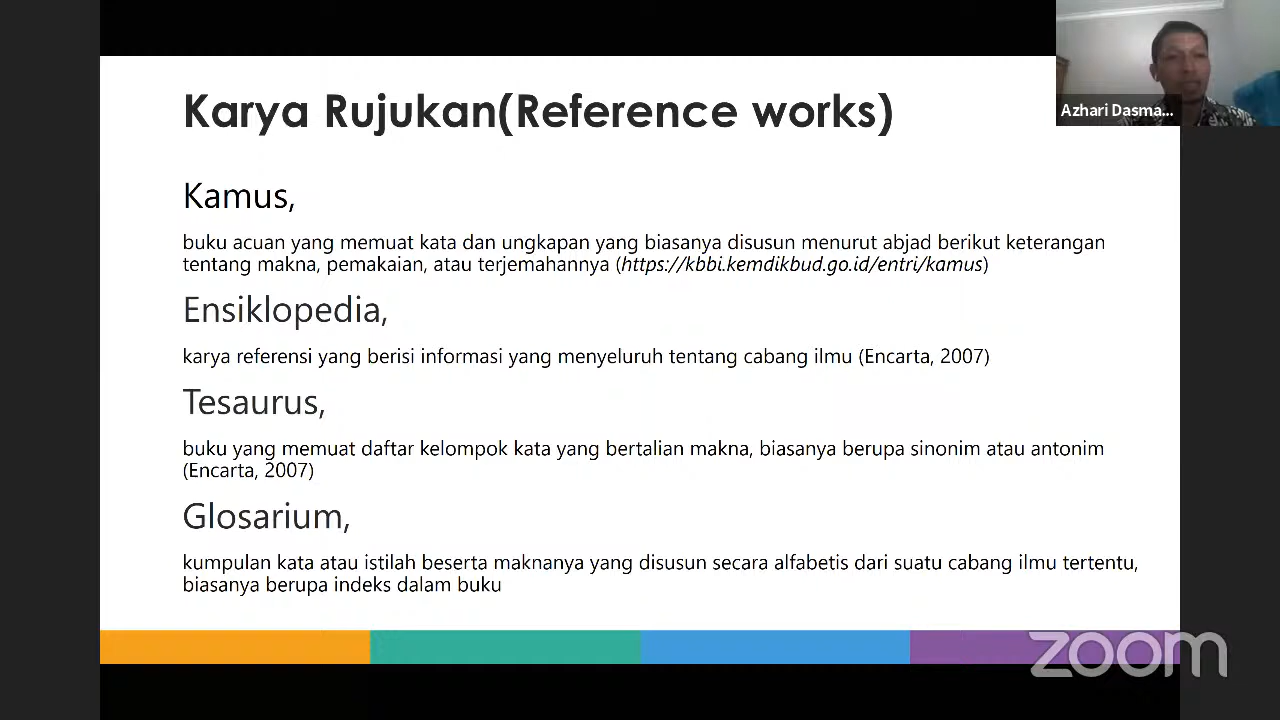 Karya Rujukan(Reference works)
Azhari Dasma...
Kamus,
buku acuan yang memuat kata dan ungkapan yang biasanya disusun menurut abjad berikut keterangan
tentang makna, pemakaian, atau terjemahannya (https://kbbi.kemdikbud.go.id/entri/kamus)
Ensiklopedia,
karya referensi yang berisi informasi yang menyeluruh tentang cabang ilmu (Encarta, 2007)
Tesaurus,
buku yang memuat daftar kelompok kata yang bertalian makna, biasanya berupa sinonim atau antonim
(Encarta, 2007)
Glosarium,
kumpulan kata atau istilah beserta maknanya yang disusun secara alfabetis dari suatu cabang ilmu tertentu,
biasanya berupa indeks dalam buku
zoom